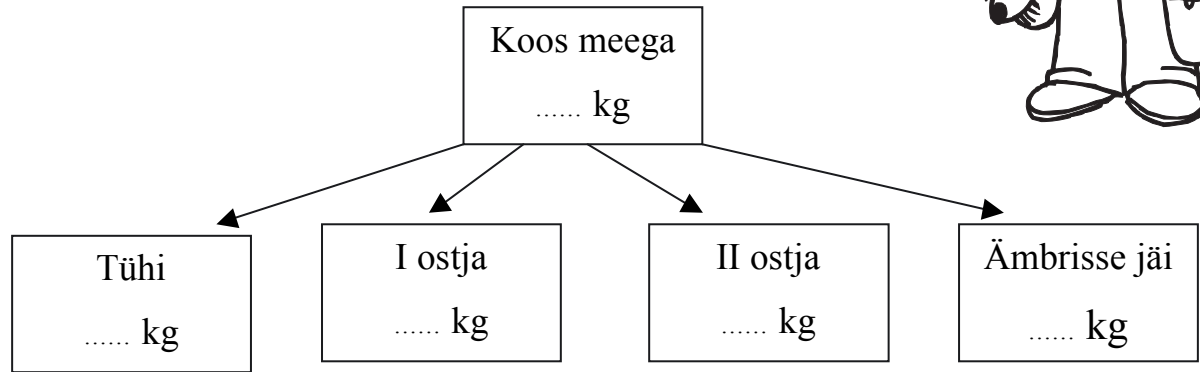 Koos meega
...... kg
Tühi
...... kg
I ostja
...... kg
II ostja
...... kg
Ämbrisse jäi
...... kg